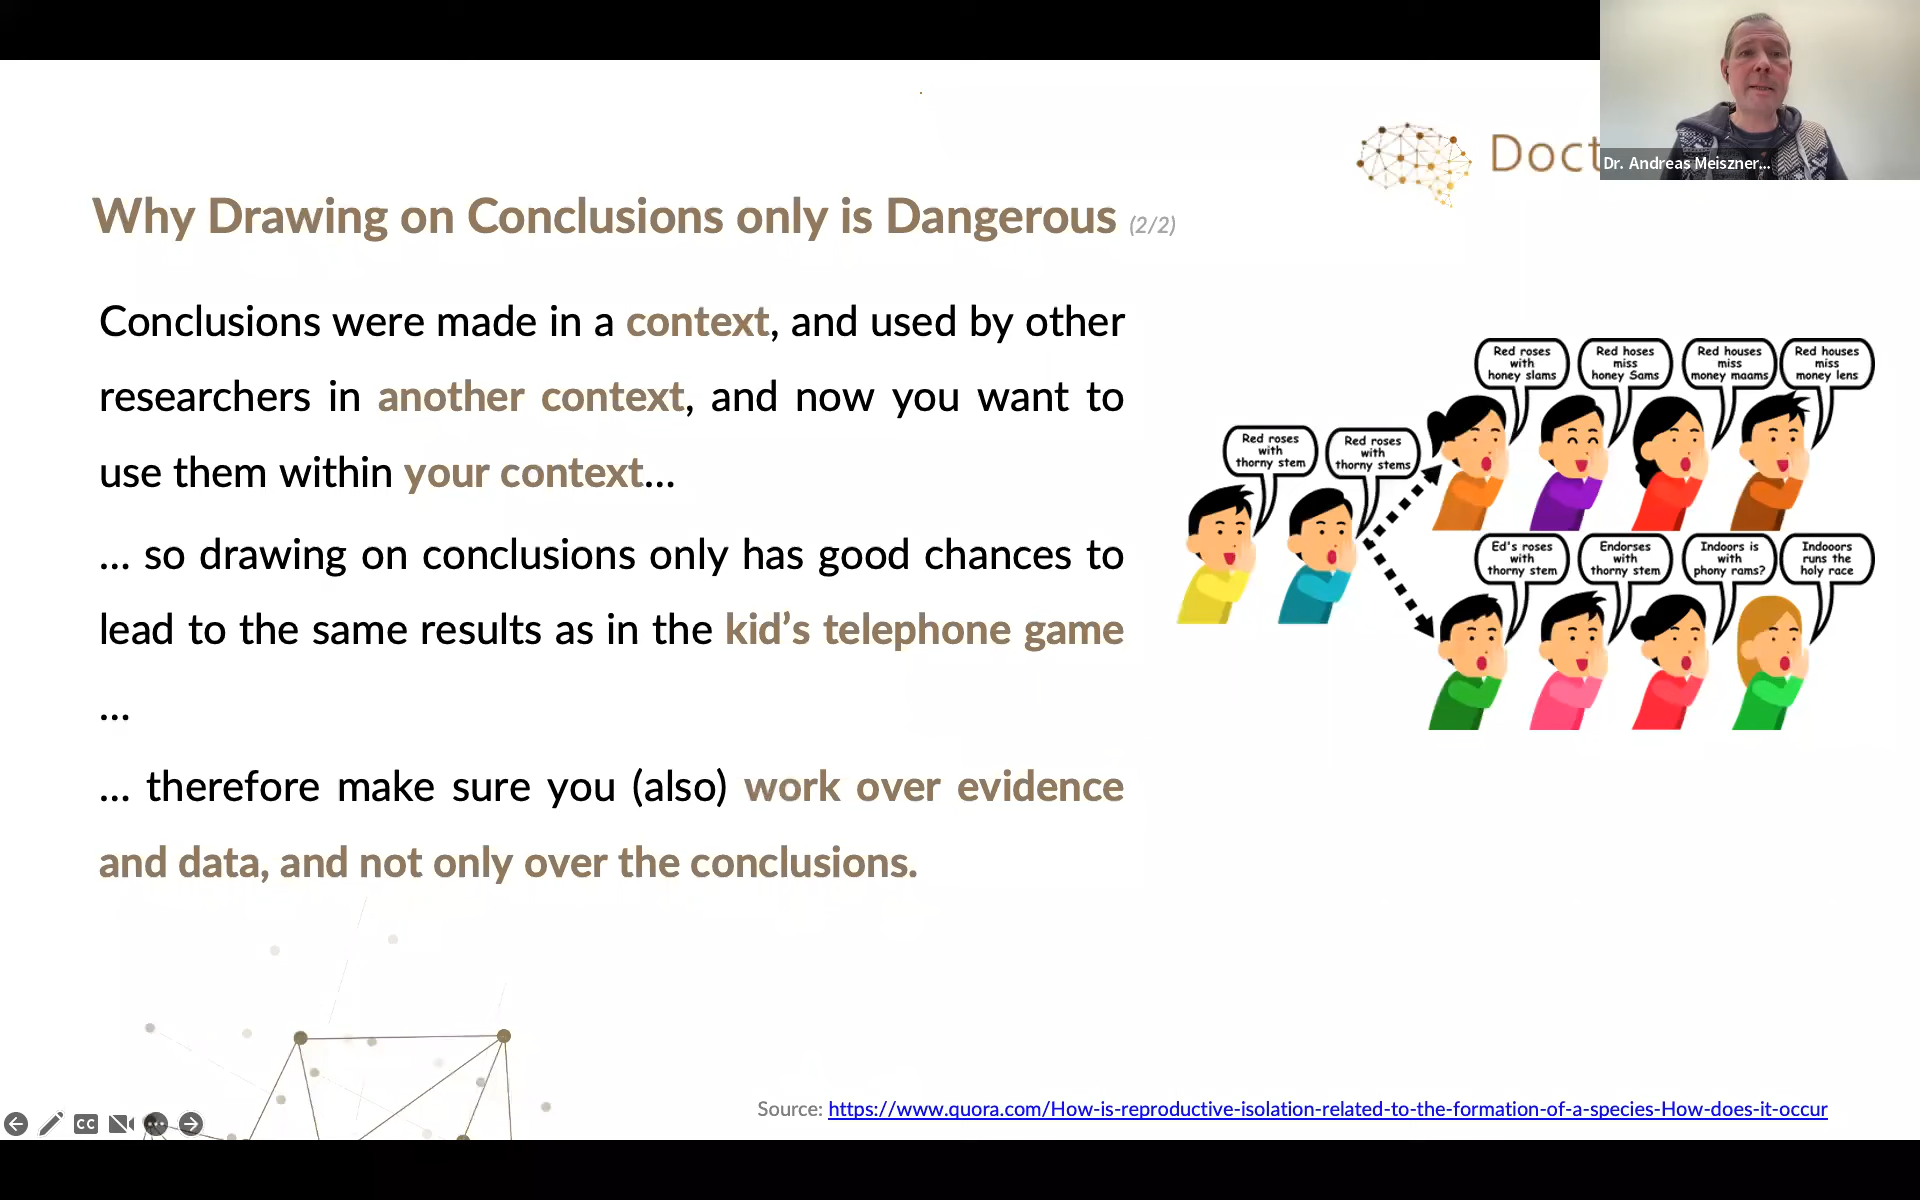 Doct
Dr. Andreas Meiszner...
Why Drawing on Conclusions only is Dangerous (2/2)
Conclusions were made in a context, and used by other
researchers in another context, and now you want to
use them within your context...
... so drawing on conclusions only has good chances to
lead to the same results as in the kid's telephone game
...
... therefore make sure you (also) work over evidence
and data, and not only over the conclusions.
Red roses
with
thorny stem
Red roses
with
thorny stems
Red roses
with
honey slams
Red hoses
miss
honey Sams
Red houses
miss
money maams
Red houses
miss
money lens
Ed's roses
with
thorny stem
Endorses
with
thorny stem
Indoors is
with
phony rams?
Indooors
runs the
holy race
Source: https://www.quora.com/How-is-reproductive-isolation-related-to-the-formation-of-a-species-How-does-it-occur
CC